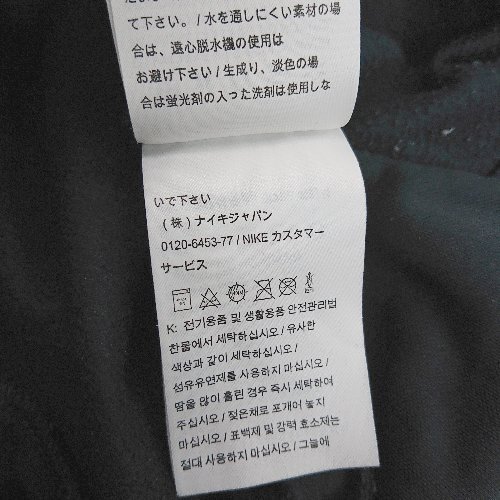 て下さい。/ 水を通しにくい素材の場
合は、遠心脱水機の使用は
お避け下さい / 生成り、淡色の場
合は蛍光剤の入った洗剤は使用しな
いで下さい
(株) ナイキジャパン
0120-6453-77 / NIKE カスタマー
サービス
K: 전기용품 및 생활용품 안전관리법
찬물에서 세탁하십시오 / 유사한
색상과 같이 세탁하십시오 /
섬유유연제를 사용하지 마십시오 /
땀을 많이 흘린 경우 즉시 세탁하여
주십시오 / 젖은채로 포개어 놓지
마십시오 / 표백제 및 강력 효소제는
절대 사용하지 마십시오 / 그늘에